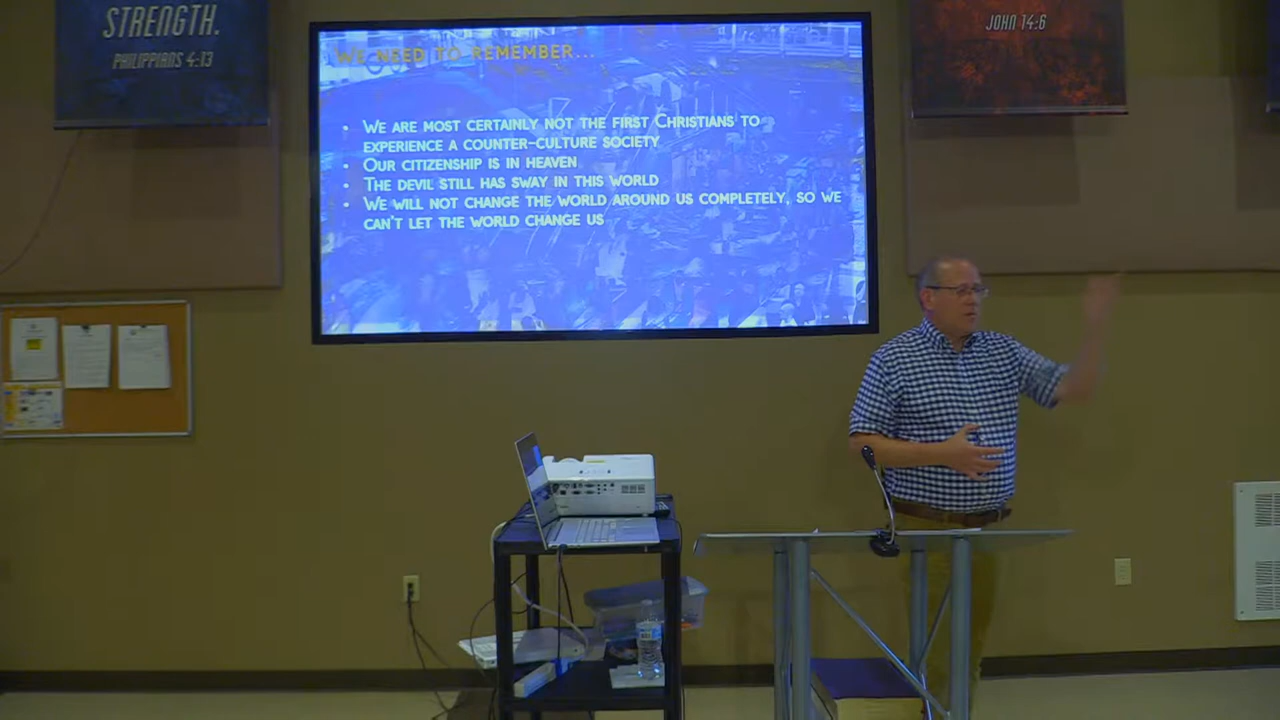 STRENGTH.
PHILIPPIANS 4:13
JOHN 14:6
WE NEED TO REMEMBER...
• WE ARE MOST CERTAINLY NOT THE FIRST CHRISTIANS TO
EXPERIENCE A COUNTER-CULTURE SOCIETY
• OUR CITIZENSHIP IS IN HEAVEN
• THE DEVIL STILL HAS SWAY IN THIS WORLD
• WE WILL NOT CHANGE THE WORLD AROUND US COMPLETELY, SO WE
CAN'T LET THE WORLD CHANGE US